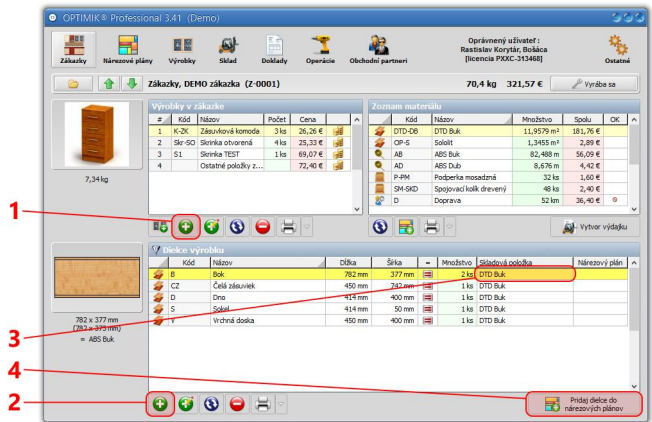 OPTIMIK® Professional 3.41 (Demo)
Zákazky Nárezové plány Výrobky Sklad Doklady Operácie Obchodní partneri Ostatné
Oprávnený užívateľ:
Rastislav Korytár, Bošáca
[licencia PXXC-313468]
Zákazky, DEMO zákazka (Z-0001) 70,4 kg 321,57 € Vyrába sa
7,34 kg
Výrobky v zákazke
# Kód Názov Počet Cena
1 K-ZK Zásuvková komoda 3 ks 26,26 €
2 Skr-SO Skrinka otvorená 4 ks 25,33 €
3 S1 Skrinka TEST 1 ks 69,07 €
4 Ostatné položky z... 72,40 €
Zoznam materiálu
Kód Názov Množstvo Spolu OK
DTD-DB DTD Buk 11,9579 m² 181,76 €
OP-S Sololit 1,3455 m² 2,89 €
AB ABS Buk 82,488 m 56,09 €
AD ABS Dub 8,676 m 4,42 €
P-PM Podperka mosadzná 32 ks 1,60 €
SM-SKD Spojovací kolík drevený 48 ks 2,40 €
D Doprava 52 km 36,40 €
Vytvor výdajku
1
782 x 377 mm
(782 x 375 mm)
= ABS Buk
Dielce výrobku
Kód Názov Dĺžka Šírka = Množstvo Skladová položka Nárezový plán
B Bok 782 mm 377 mm 2 ks DTD Buk
CZ Čelá zásuviek 450 mm 742 mm 1 ks DTD Buk
D Dno 414 mm 400 mm 1 ks DTD Buk
S Sokel 414 mm 50 mm 1 ks DTD Buk
V Vrchná doska 450 mm 400 mm 1 ks DTD Buk
3
4
2
Pridaj dielce do
nárezových plánov